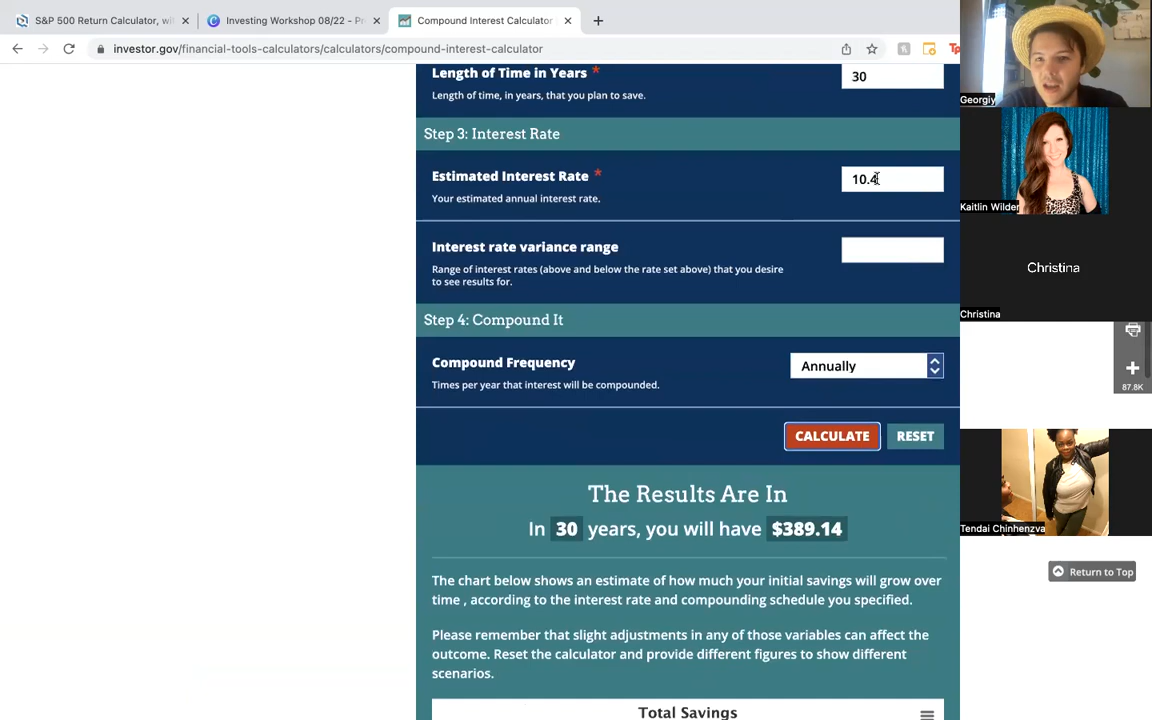 S&P 500 Return Calculator, wi
Investing Workshop 08/22 - Pr
Compound Interest Calculator
investor.gov/financial-tools-calculators/calculators/compound-interest-calculator
Length of Time in Years *
30
Length of time, in years, that you plan to save.
Step 3: Interest Rate
Estimated Interest Rate *
10.4
Your estimated annual interest rate.
Interest rate variance range
Range of interest rates (above and below the rate set above) that you desire
to see results for.
Step 4: Compound It
Compound Frequency
Annually
Times per year that interest will be compounded.
CALCULATE
RESET
The Results Are In
In 30 years, you will have $389.14
The chart below shows an estimate of how much your initial savings will grow over
time , according to the interest rate and compounding schedule you specified.
Please remember that slight adjustments in any of those variables can affect the
outcome. Reset the calculator and provide different figures to show different
scenarios.
Total Savings
Georgiy
Kaitlin Wilder
Christina
Christina
87.8K
Tendai Chinhenzva
Return to Top